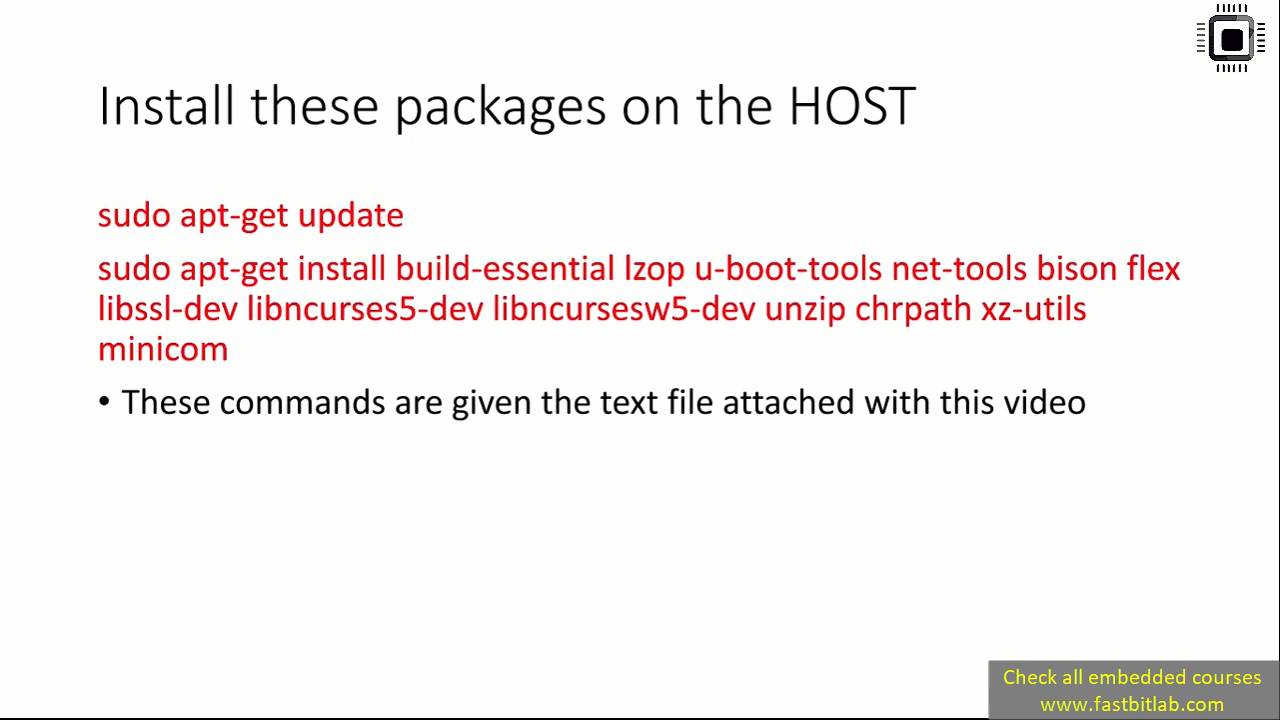 Install these packages on the HOST
sudo apt-get update
sudo apt-get install build-essential lzop u-boot-tools net-tools bison flex
libssl-dev libncurses5-dev libncursesw5-dev unzip chrpath xz-utils
minicom
• These commands are given the text file attached with this video
Check all embedded courses
www.fastbitlab.com